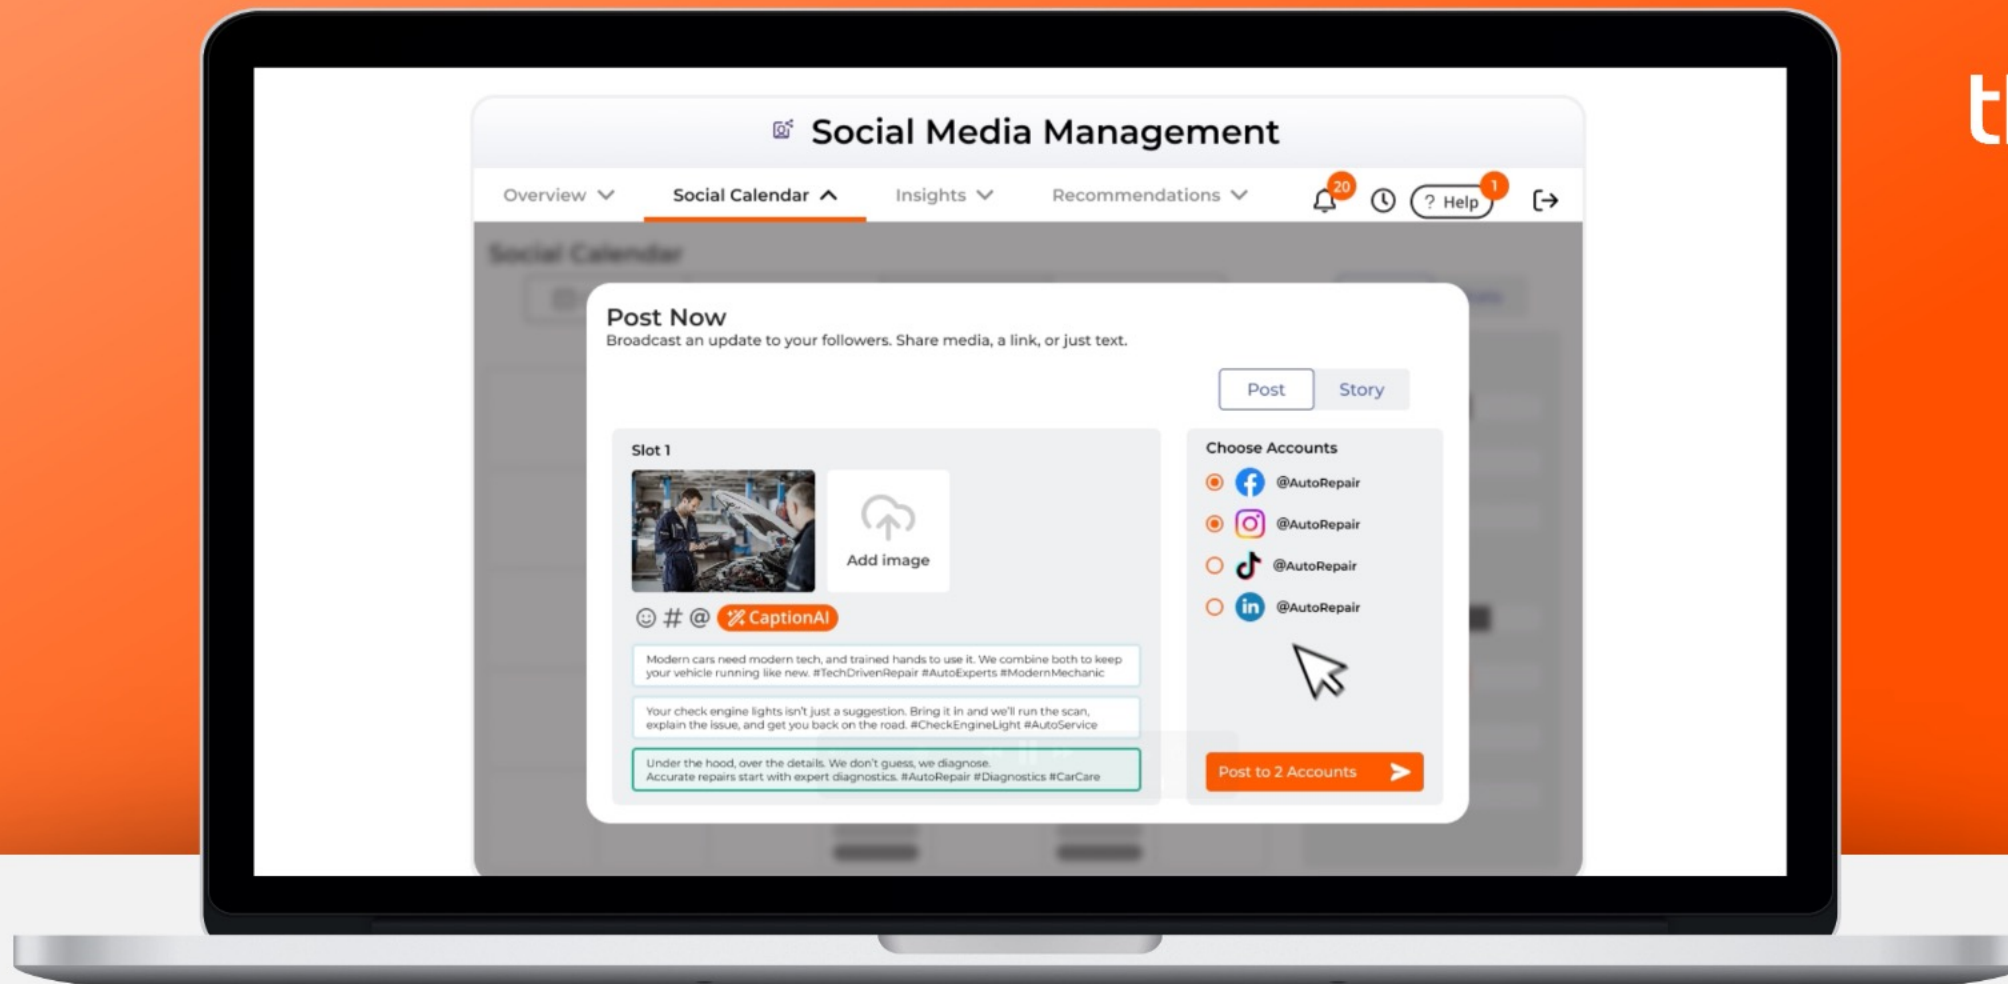 Social Media Management
Overview
Social Calendar
Insights
Recommendations
20
? Help
1
Social Calendar
Post Now
Broadcast an update to your followers. Share media, a link, or just text.
Post
Story
Slot 1
Add image
# @ CaptionAI
Modern cars need modern tech, and trained hands to use it. We combine both to keep
your vehicle running like new. #TechDrivenRepair #AutoExperts #ModernMechanic
Your check engine lights isn't just a suggestion. Bring it in and we'll run the scan,
explain the issue, and get you back on the road. #CheckEngineLight #AutoService
Under the hood, over the details. We don't guess, we diagnose.
Accurate repairs start with expert diagnostics. #AutoRepair #Diagnostics #CarCare
Choose Accounts
@AutoRepair
@AutoRepair
@AutoRepair
in @AutoRepair
Post to 2 Accounts